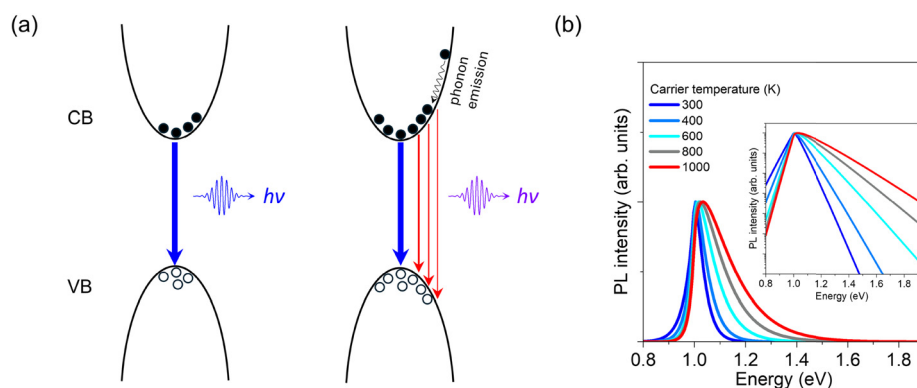 (a)
CB
VB
hν
phonon
emission
hν
(b)
PL intensity (arb. units)
Carrier temperature (K)
300
400
600
800
1000
0.8 1.0 1.2 1.4 1.6 1.8
Energy (eV)
PL intensity (arb. units)
0.8 1.0 1.2 1.4 1.6 1.8
Energy (eV)